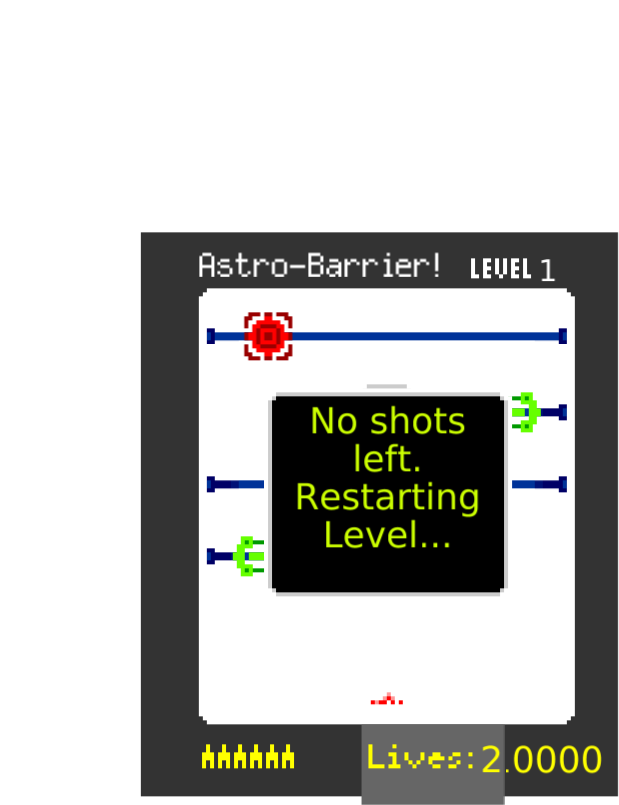 Astro-Barrier! LEVEL 1
No shots
left.
Restarting
Level...
Lives:2.0000